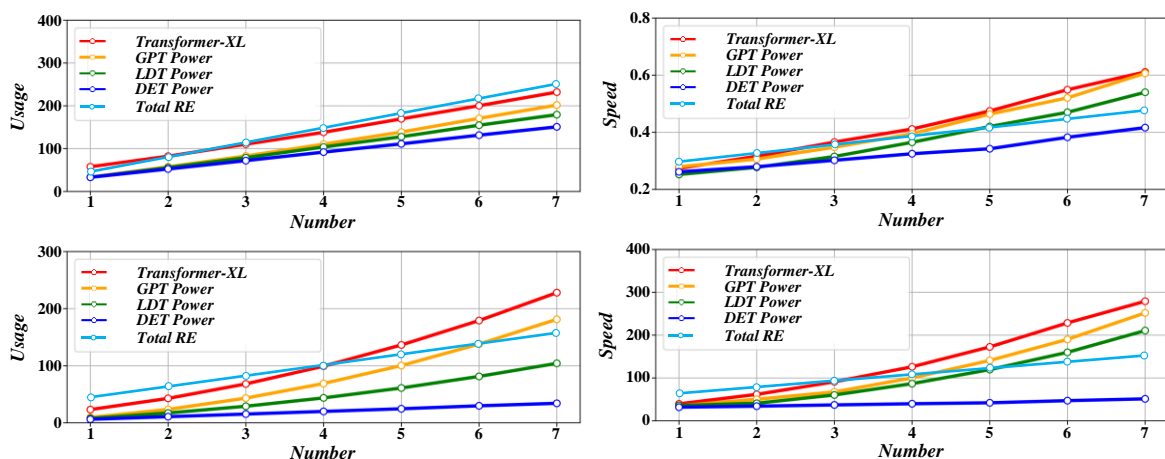 400
300
200
100
0
Usage
Transformer-XL
GPT Power
LDT Power
DET Power
Total RE
1 2 3 4 5 6 7
Number
0.8
0.6
0.4
0.2
Speed
Transformer-XL
GPT Power
LDT Power
DET Power
Total RE
1 2 3 4 5 6 7
Number
300
200
100
0
Usage
Transformer-XL
GPT Power
LDT Power
DET Power
Total RE
1 2 3 4 5 6 7
Number
400
300
200
100
0
Speed
Transformer-XL
GPT Power
LDT Power
DET Power
Total RE
1 2 3 4 5 6 7
Number